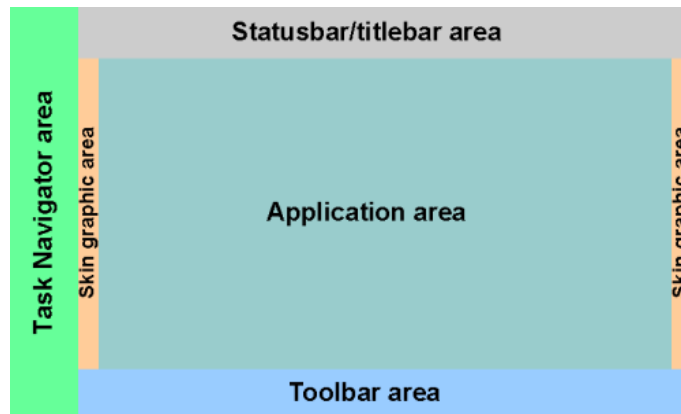 Statusbar/titlebar area
Task Navigator area
Skin graphic area
Application area
Skin graphic area
Toolbar area